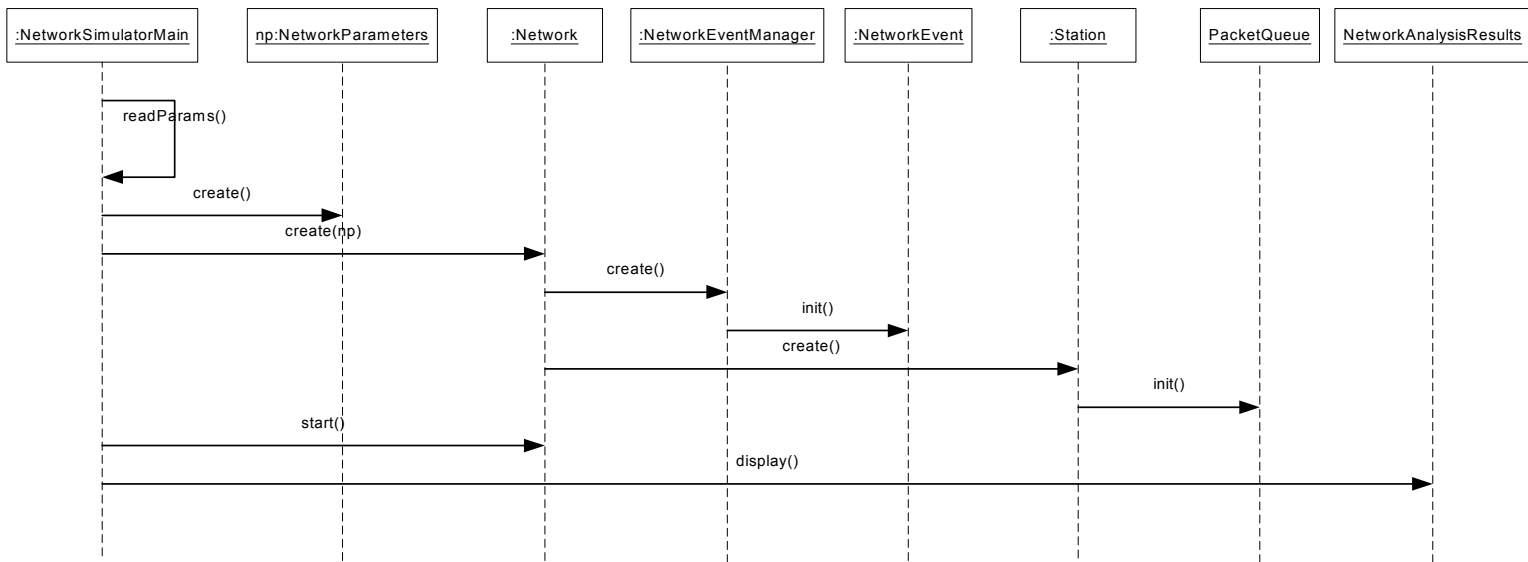 :NetworkSimulatorMain
np:NetworkParameters
:Network
:NetworkEventManager
:NetworkEvent
:Station
PacketQueue
NetworkAnalysisResults
readParams()
create()
create(np)
create()
init()
create()
init()
start()
display()